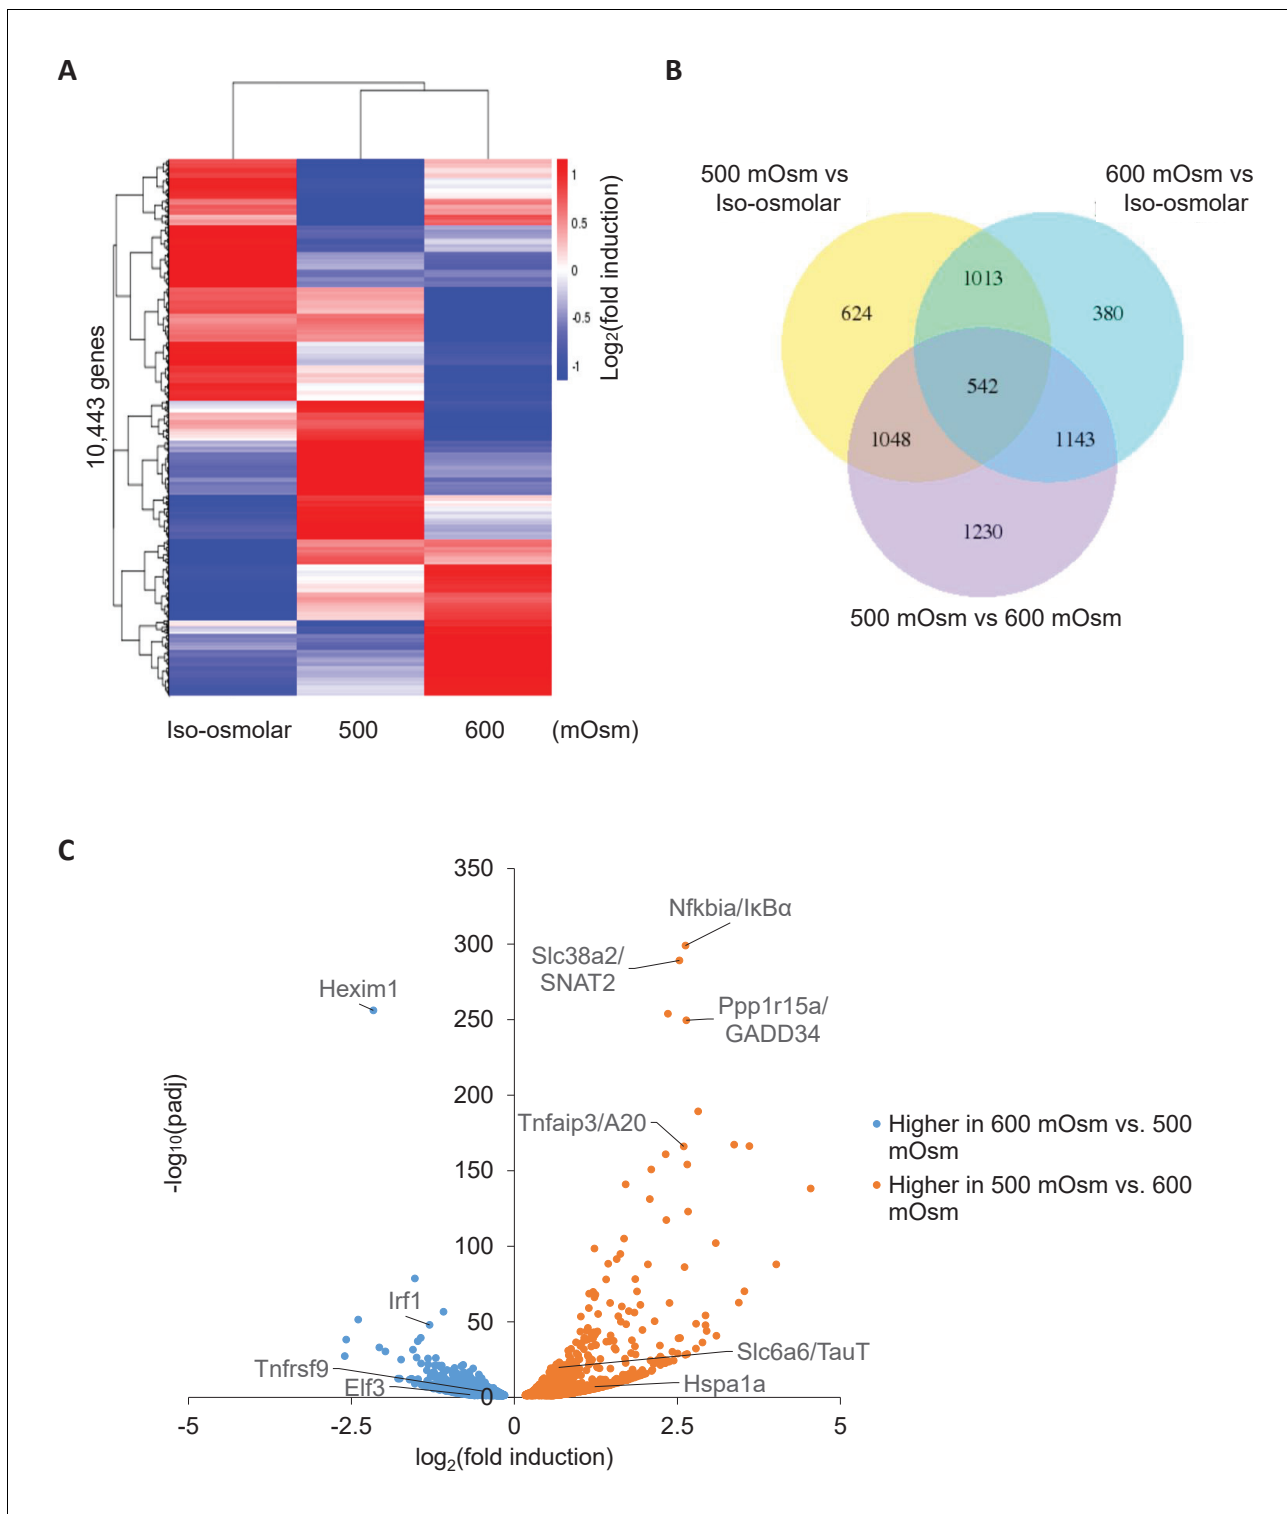 A
10,443 genes
1
0.5
0
-0.5
-1
Log2(fold induction)
Iso-osmolar 500 600 (mOsm)
B
500 mOsm vs
Iso-osmolar
600 mOsm vs
Iso-osmolar
1013
624
380
542
1048
1143
1230
500 mOsm vs 600 mOsm
C
350
300
250
200
150
100
50
0
-log10(padj)
Nfkbia/IκBα
Slc38a2/
SNAT2
Hexim1
Ppp1r15a/
GADD34
Tnfaip3/A20
Higher in 600 mOsm vs. 500
mOsm
Higher in 500 mOsm vs. 600
mOsm
Irf1
Tnfrsf9
Elf3
Slc6a6/TauT
Hspa1a
-5 -2.5 0 2.5 5
log2(fold induction)